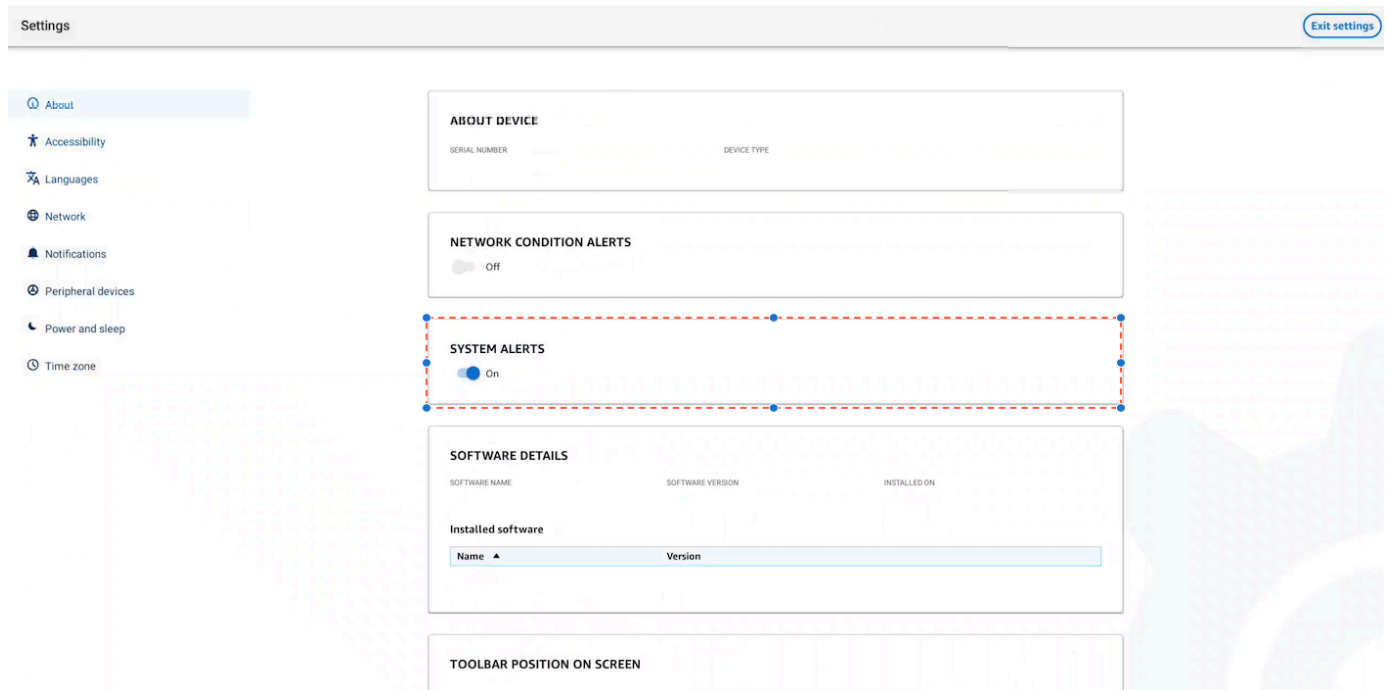 Settings
Exit settings
About
Accessibility
Languages
Network
Notifications
Peripheral devices
Power and sleep
Time zone
ABOUT DEVICE
SERIAL NUMBER DEVICE TYPE
NETWORK CONDITION ALERTS
Off
SYSTEM ALERTS
On
SOFTWARE DETAILS
SOFTWARE NAME SOFTWARE VERSION INSTALLED ON
Installed software
Name Version
TOOLBAR POSITION ON SCREEN